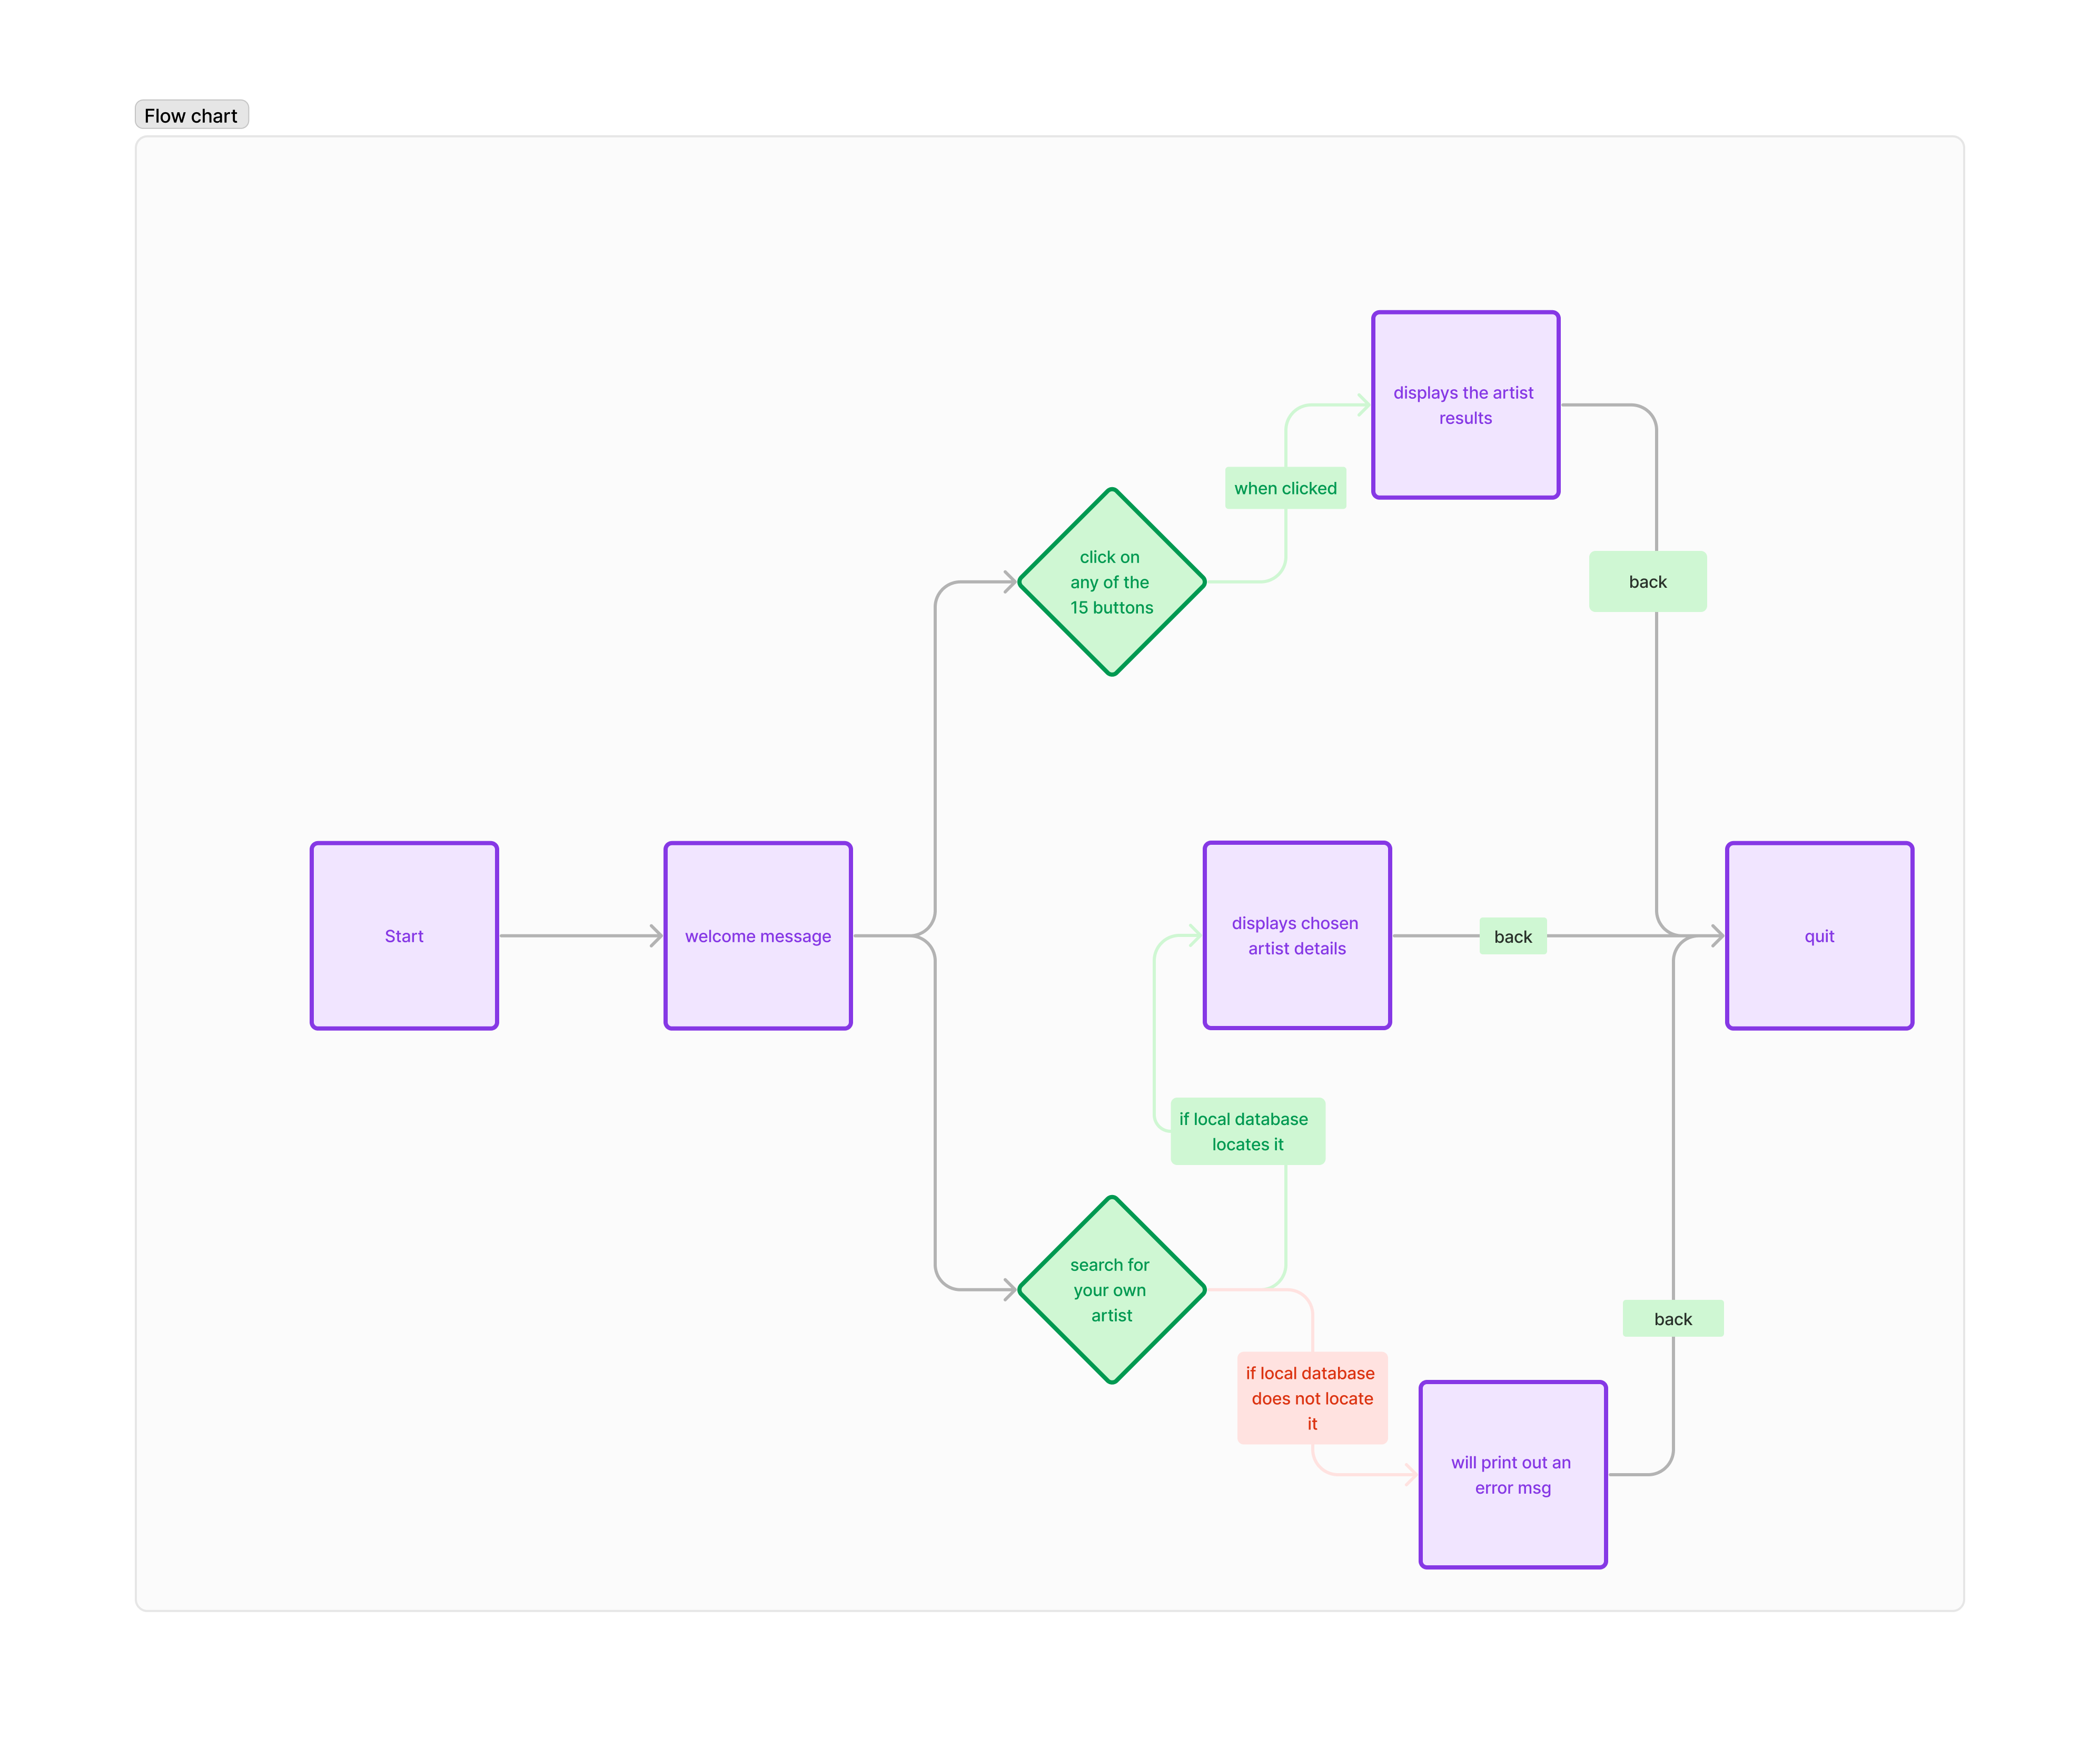 Flow chart
displays the artist
results
when clicked
click on
any of the
15 buttons
back
Start
welcome message
displays chosen
artist details
back
quit
if local database
locates it
search for
your own
artist
back
if local database
does not locate
it
will print out an
error msg